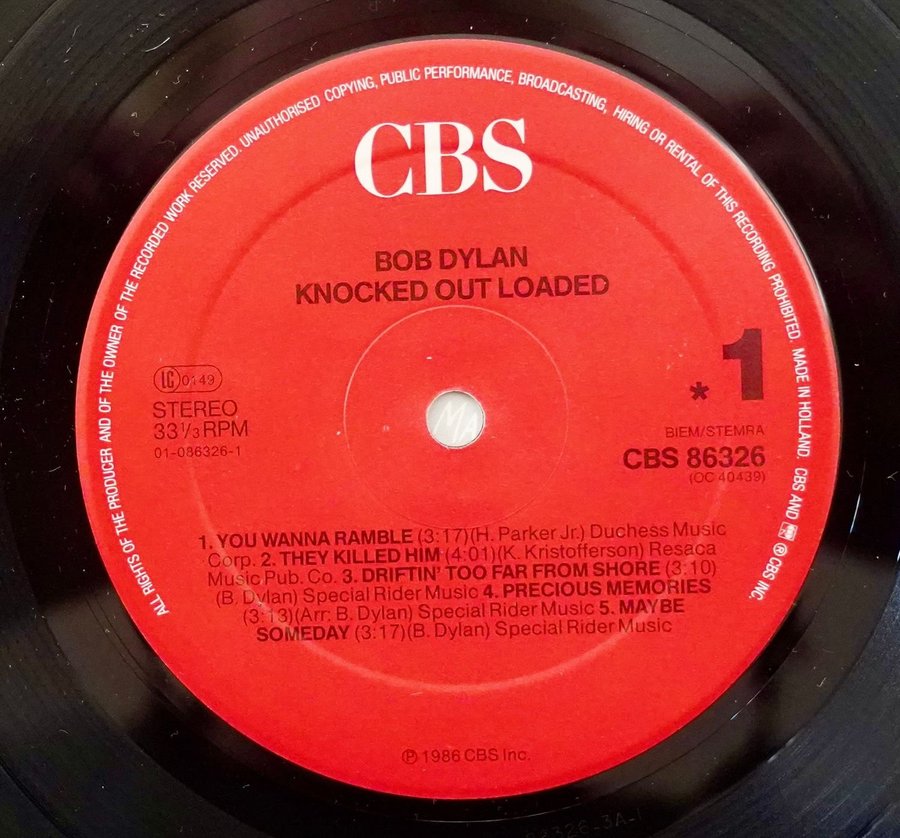 ALL RIGHTS OF THE PRODUCER AND OF THE OWNER OF THE RECORDED WORK RESERVED. UNAUTHORISED COPYING, PUBLIC PERFORMANCE, BROADCASTING, HIRING OR RENTAL OF THIS RECORDING PROHIBITED. MADE IN HOLLAND. CBS AND ℗ CBS INC.
CBS
BOB DYLAN
KNOCKED OUT LOADED
LC 0149
STEREO
33 1/3 RPM
01-086326-1
* 1
BIEM/STEMRA
CBS 86326
(OC 40439)
MA
1. YOU WANNA RAMBLE (3:17)(H. Parker Jr.) Duchess Music
Corp. 2. THEY KILLED HIM (4:01)(K. Kristofferson) Resaca
Music Pub. Co. 3. DRIFTIN' TOO FAR FROM SHORE (3:10)
(B. Dylan) Special Rider Music 4. PRECIOUS MEMORIES
(3:13)(Arr: B. Dylan) Special Rider Music 5. MAYBE
SOMEDAY (3:17)(B. Dylan) Special Rider Music
℗ 1986 CBS Inc.